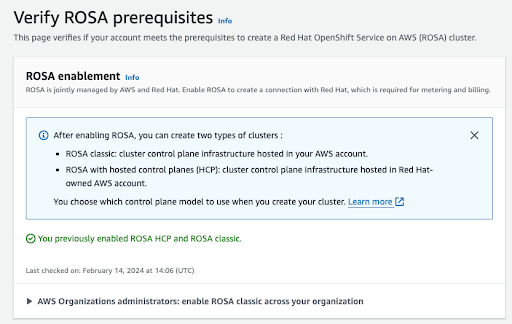 Verify ROSA prerequisites Info
This page verifies if your account meets the prerequisites to create a Red Hat OpenShift Service on AWS (ROSA) cluster.
ROSA enablement Info
ROSA is jointly managed by AWS and Red Hat. Enable ROSA to create a connection with Red Hat, which is required for metering and billing.
After enabling ROSA, you can create two types of clusters :
• ROSA classic: cluster control plane infrastructure hosted in your AWS account.
• ROSA with hosted control planes (HCP): cluster control plane infrastructure hosted in Red Hat-
owned AWS account.
You choose which control plane model to use when you create your cluster. Learn more
You previously enabled ROSA HCP and ROSA classic.
Last checked on: February 14, 2024 at 14:06 (UTC)
AWS Organizations administrators: enable ROSA classic across your organization